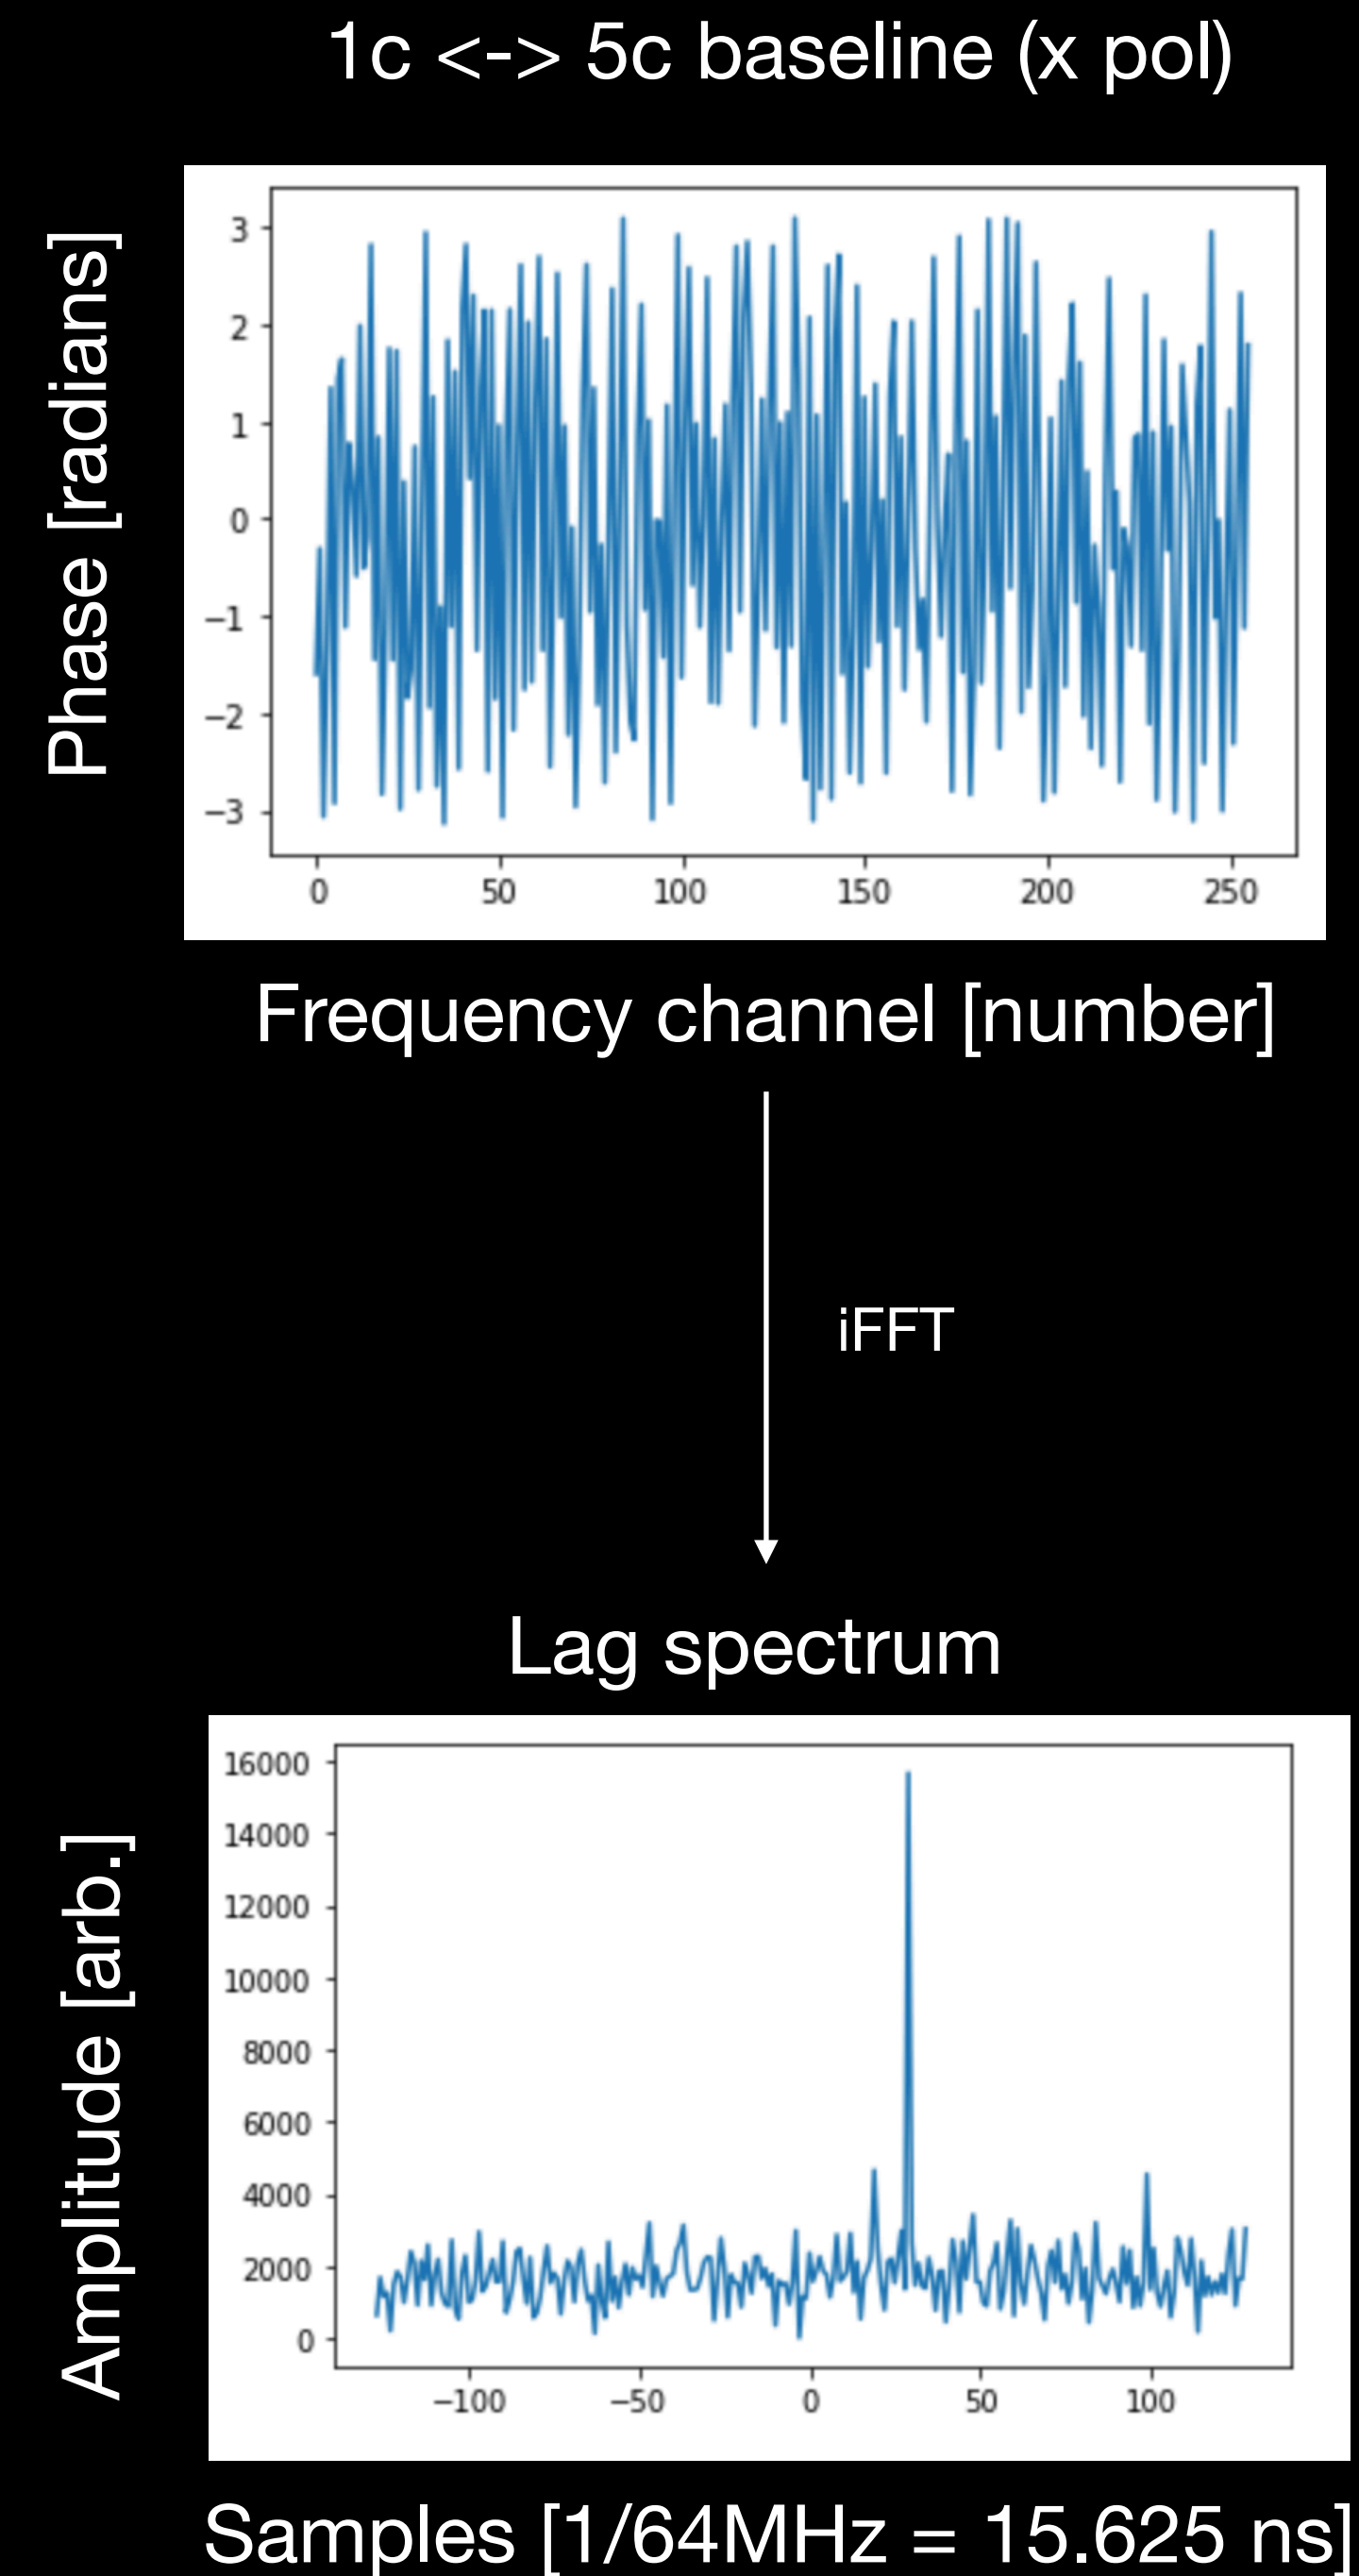 1c <-> 5c baseline (x pol)
Phase [radians]
3
2
1
0
−1
−2
−3
0 50 100 150 200 250
Frequency channel [number]
iFFT
Lag spectrum
Amplitude [arb.]
16000
14000
12000
10000
8000
6000
4000
2000
0
−100 −50 0 50 100
Samples [1/64MHz = 15.625 ns]